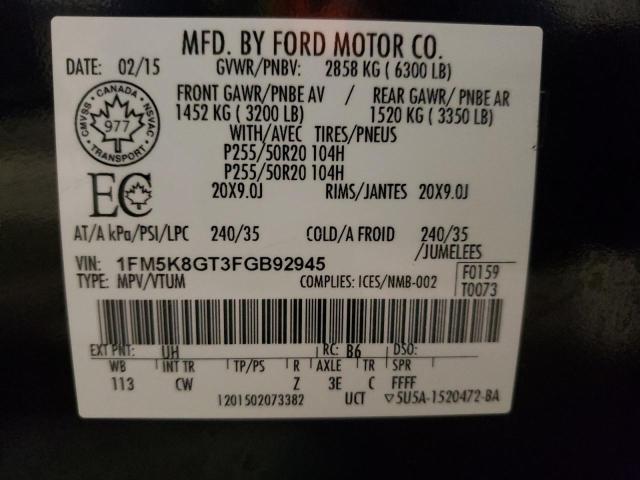 MFD. BY FORD MOTOR CO.
DATE: 02/15 GVWR/PNBV: 2858 KG ( 6300 LB)
FRONT GAWR/PNBE AV / REAR GAWR/ PNBE AR
1452 KG ( 3200 LB) 1520 KG ( 3350 LB)
WITH/AVEC TIRES/PNEUS
P255/50R20 104H
P255/50R20 104H
20X9.0J RIMS/JANTES 20X9.0J
CANADA
CMVSS NSVAC
977
TRANSPORT
EC
AT/A kPa/PSI/LPC 240/35 COLD/A FROID 240/35
/JUMELEES
VIN: 1FM5K8GT3FGB92945
TYPE: MPV/VTUM COMPLIES: ICES/NMB-002
F0159
T0073
EXT PNT: UH RC: B6 DSO:
WB INT TR TP/PS R AXLE TR SPR
113 CW Z 3E C FFFF
1201502073382 UCT ▽5U5A-1520472-BA